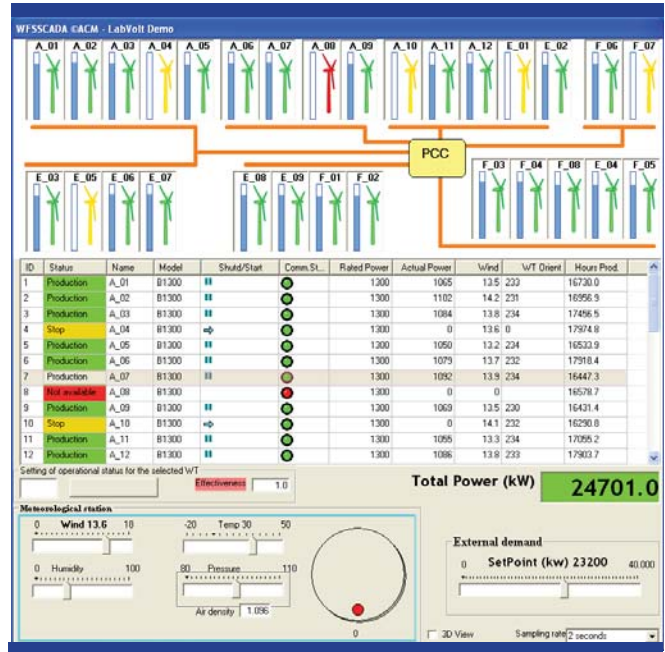 WFSSCADA ©ACM - LabVolt Demo
A_01 A_02 A_03 A_04 A_05 A_06 A_07 A_08 A_09 A_10 A_11 A_12 E_01 E_02 F_06 F_07
PCC
F_03 F_04 F_08 E_04 F_05
E_03 E_05 E_06 E_07 E_08 E_09 F_01 F_02
ID Status Name Model Shutd/Start Comm.St... Rated Power Actual Power Wind WT Orient Hours Prod.
1 Production A_01 B1300 1300 1065 13.5 233 16730.0
2 Production A_02 B1300 1300 1102 14.2 231 16956.9
3 Production A_03 B1300 1300 1084 13.8 234 17456.5
4 Stop A_04 B1300 1300 0 13.6 0 17974.8
5 Production A_05 B1300 1300 1050 13.2 234 16533.9
6 Production A_06 B1300 1300 1079 13.7 232 17918.4
7 Production A_07 B1300 1300 1092 13.9 234 16447.3
8 Not available A_08 B1300 1300 0 0 16578.7
9 Production A_09 B1300 1300 1069 13.5 230 16431.4
10 Stop A_10 B1300 1300 0 14.1 232 16290.8
11 Production A_11 B1300 1300 1055 13.3 234 17055.2
12 Production A_12 B1300 1300 1086 13.8 233 17903.7
Setting of operational status for the selected WT
Effectiveness 1.0
Total Power (kW) 24701.0
Meteorological station
0 Wind 13.6 18 -20 Temp 30 50
0 Humidity 100 80 Pressure 110
Air density 1.096
0
External demand
0 SetPoint (kw) 23200 40.000
3D View Sampling rate 2 seconds